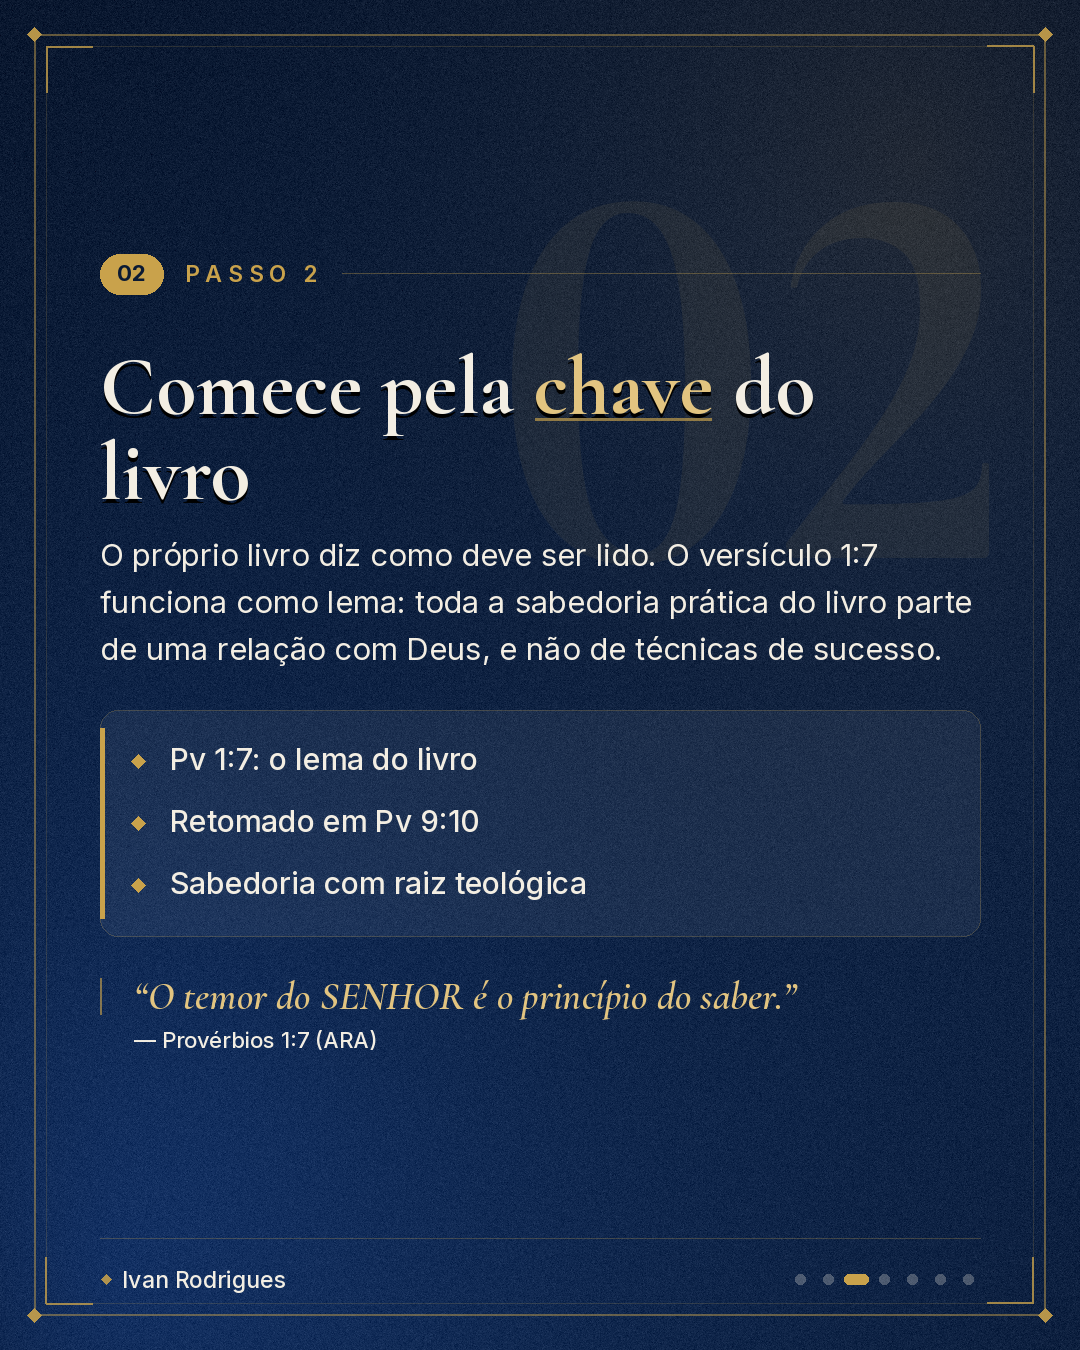 02 PASSO 2
02
Comece pela chave do
livro
O próprio livro diz como deve ser lido. O versículo 1:7
funciona como lema: toda a sabedoria prática do livro parte
de uma relação com Deus, e não de técnicas de sucesso.
Pv 1:7: o lema do livro
Retomado em Pv 9:10
Sabedoria com raiz teológica
“O temor do SENHOR é o princípio do saber.”
— Provérbios 1:7 (ARA)
Ivan Rodrigues